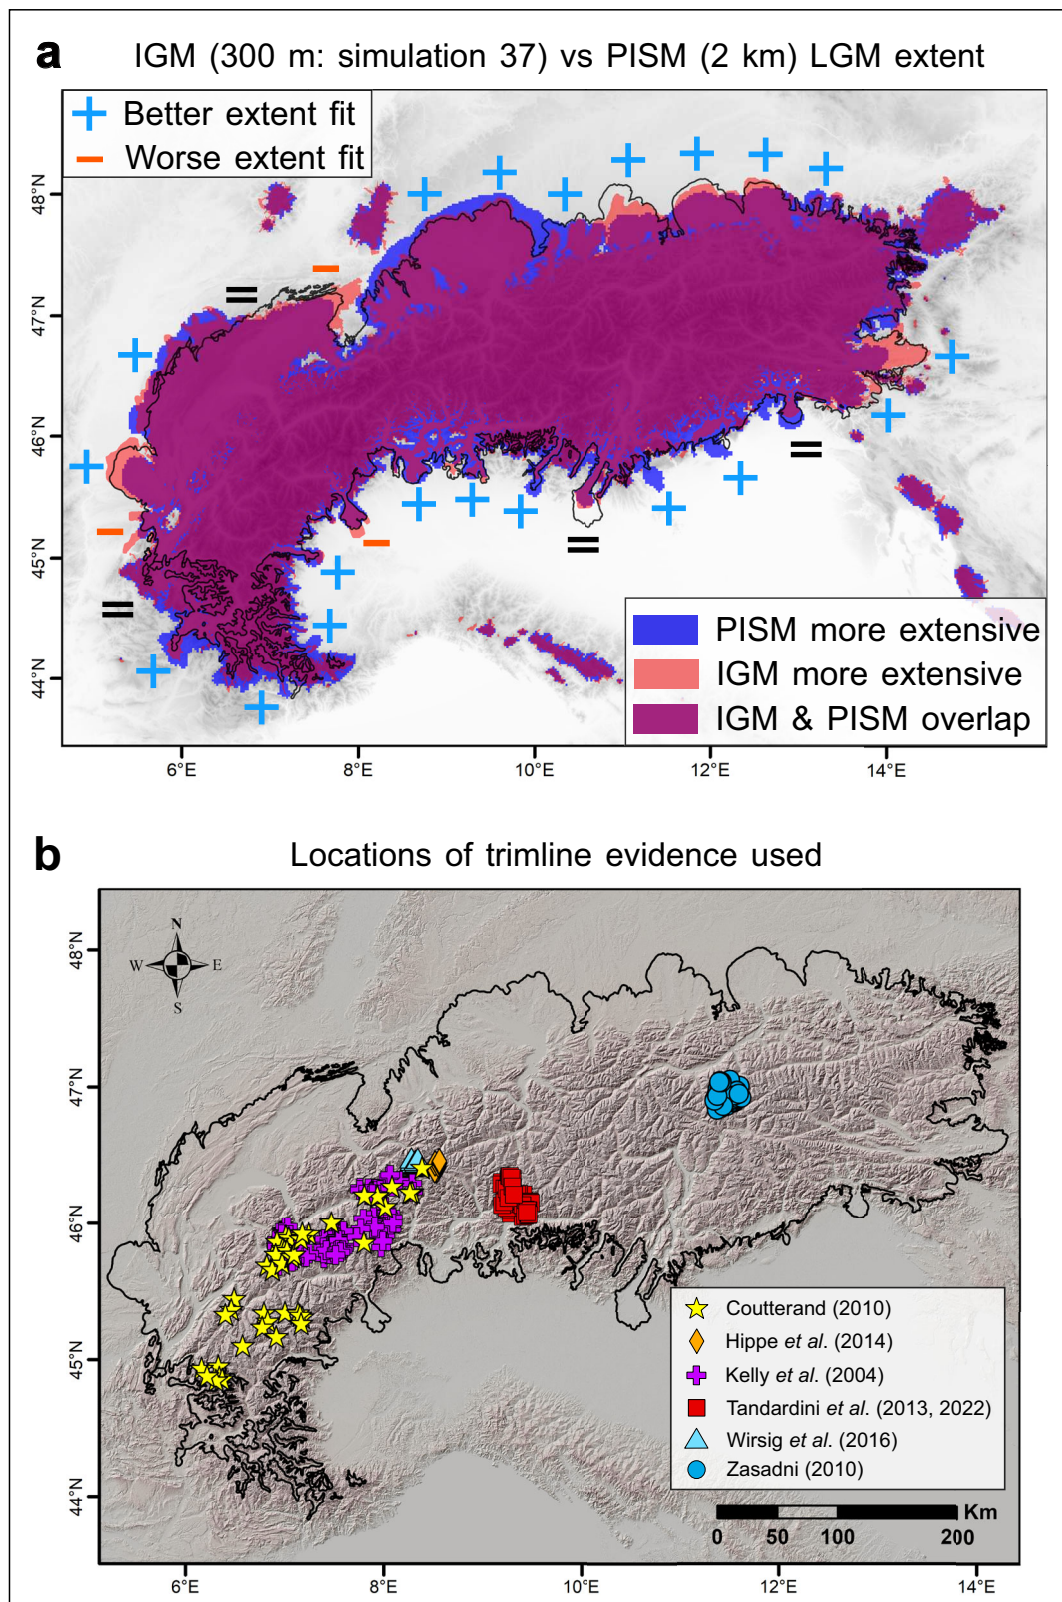 a IGM (300 m: simulation 37) vs PISM (2 km) LGM extent
+ Better extent fit
− Worse extent fit
48°N
47°N
46°N
45°N
44°N
PISM more extensive
IGM more extensive
IGM & PISM overlap
6°E 8°E 10°E 12°E 14°E
b Locations of trimline evidence used
N
W E
S
48°N
47°N
46°N
45°N
44°N
Coutterand (2010)
Hippe et al. (2014)
Kelly et al. (2004)
Tandardini et al. (2013, 2022)
Wirsig et al. (2016)
Zasadni (2010)
Km
0 50 100 200
6°E 8°E 10°E 12°E 14°E